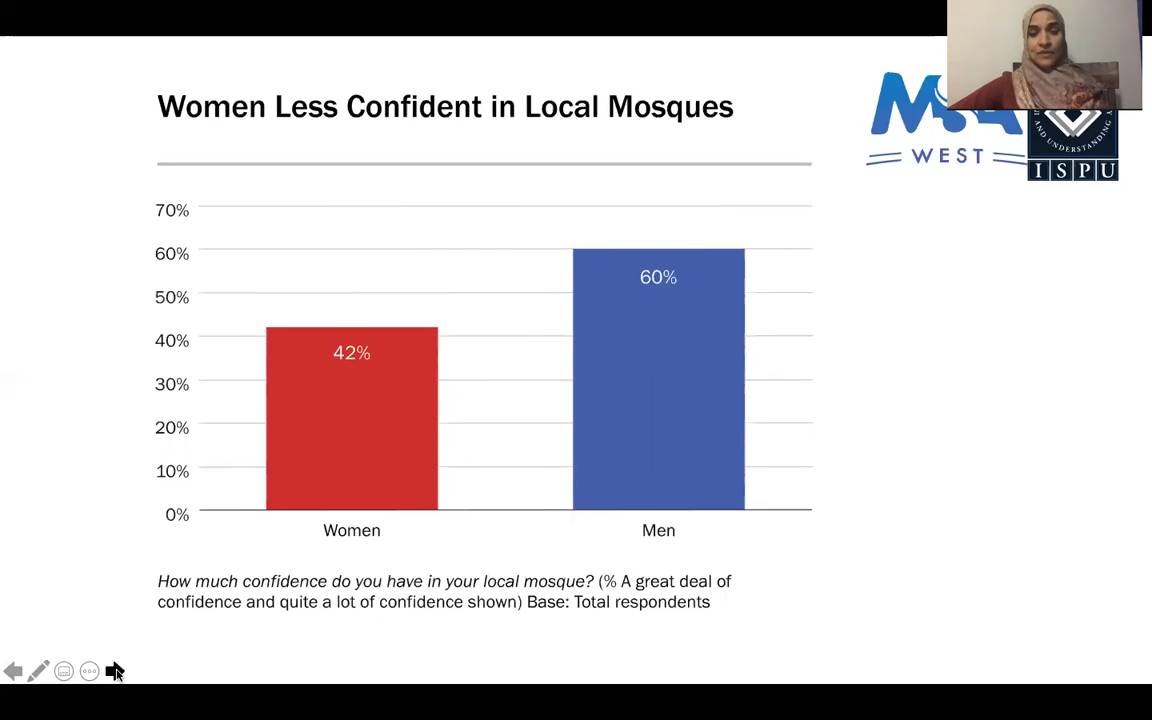 Women Less Confident in Local Mosques
WEST
AND UNDERSTANDING
ISPU
70%
60%
50%
40%
30%
20%
10%
0%
42%
60%
Women
Men
How much confidence do you have in your local mosque? (% A great deal of
confidence and quite a lot of confidence shown) Base: Total respondents